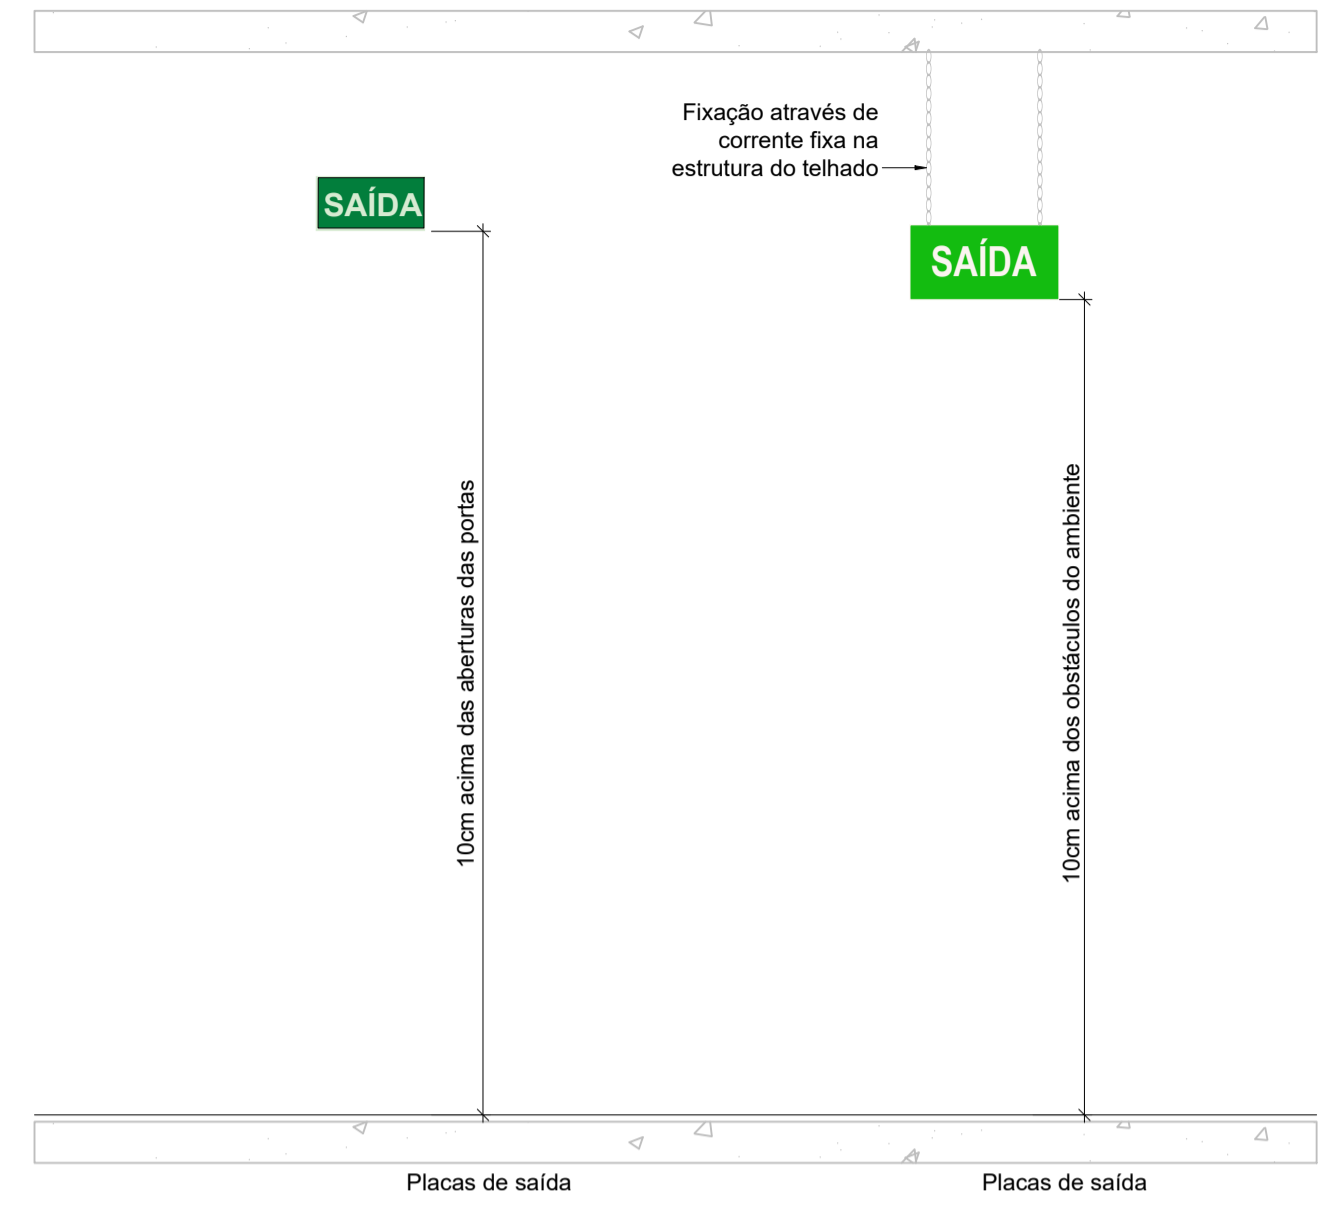 Fixação através de
corrente fixa na
estrutura do telhado
SAÍDA
SAÍDA
10cm acima das aberturas das portas
10cm acima dos obstáculos do ambiente
Placas de saída
Placas de saída